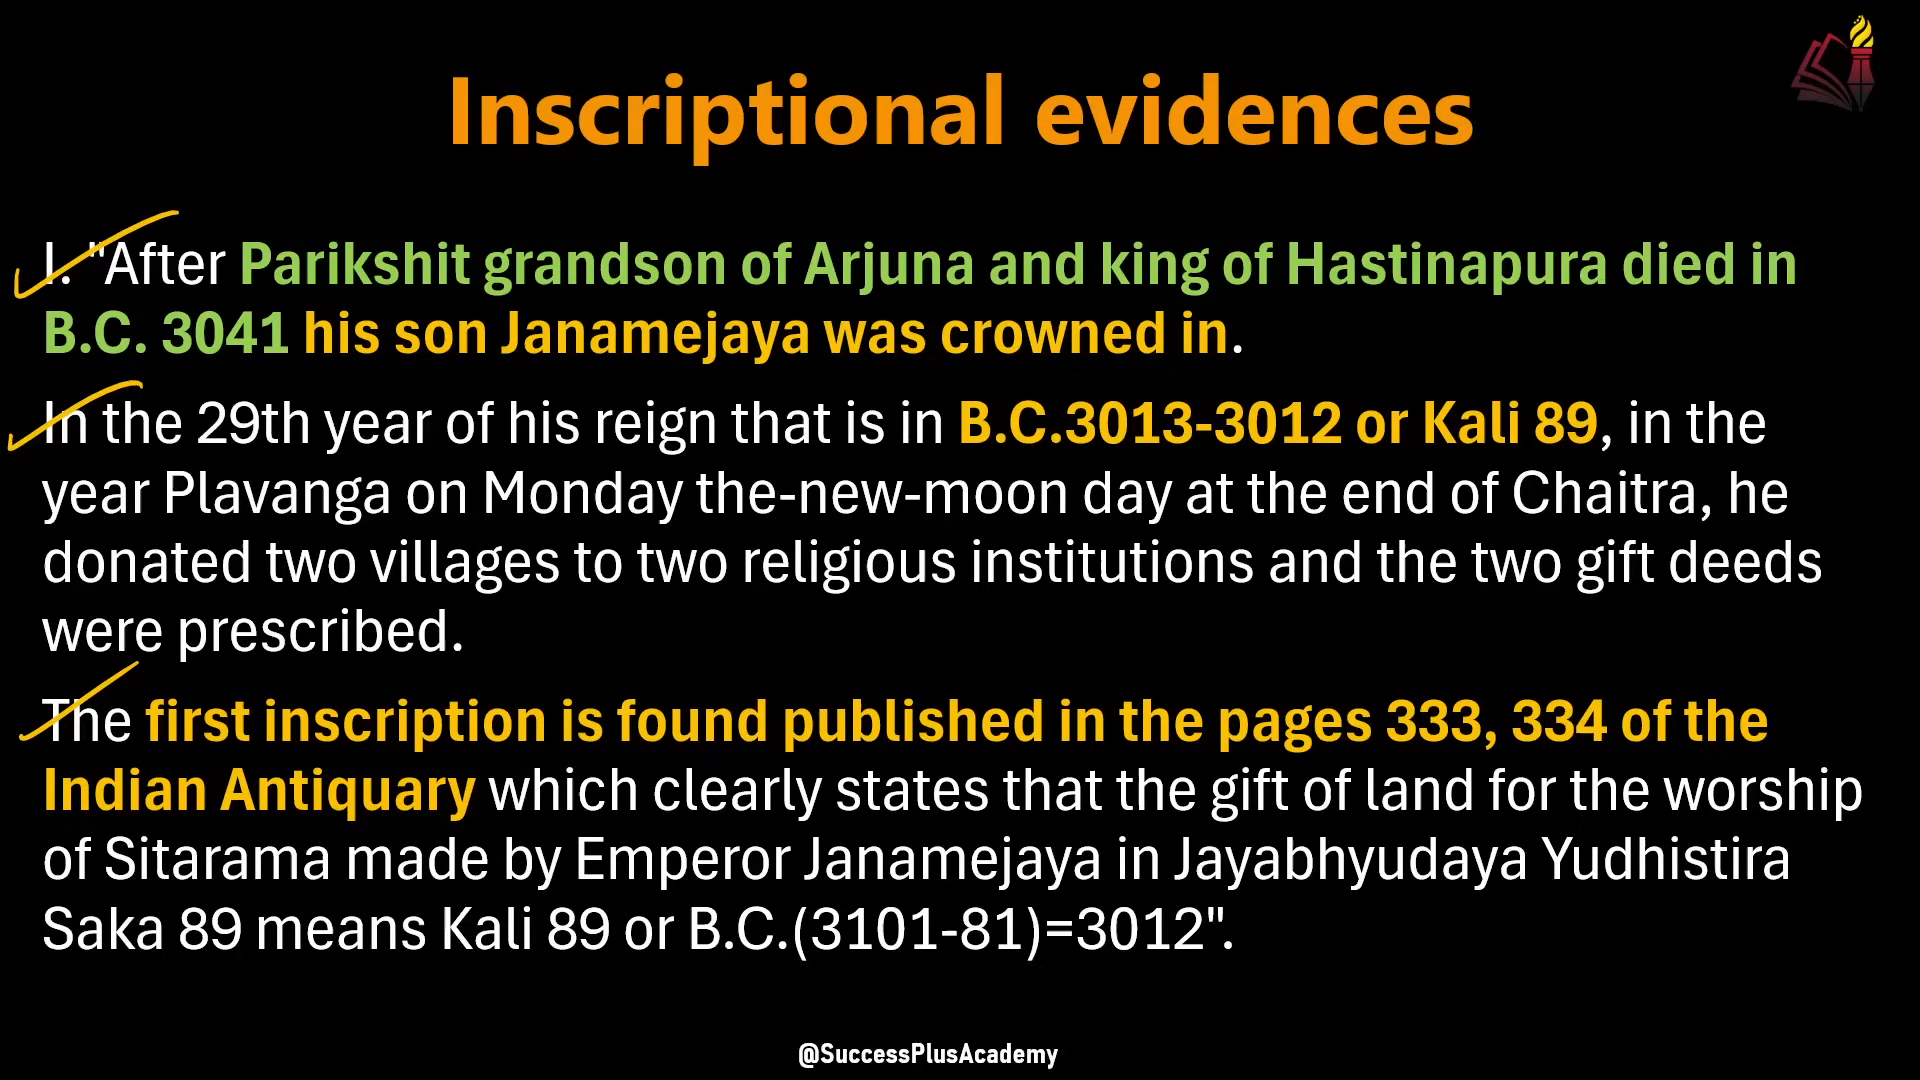 Inscriptional evidences
I. "After Parikshit grandson of Arjuna and king of Hastinapura died in
B.C. 3041 his son Janamejaya was crowned in.
In the 29th year of his reign that is in B.C.3013-3012 or Kali 89, in the
year Plavanga on Monday the-new-moon day at the end of Chaitra, he
donated two villages to two religious institutions and the two gift deeds
were prescribed.
The first inscription is found published in the pages 333, 334 of the
Indian Antiquary which clearly states that the gift of land for the worship
of Sitarama made by Emperor Janamejaya in Jayabhyudaya Yudhistira
Saka 89 means Kali 89 or B.C.(3101-81)=3012".
@SuccessPlusAcademy